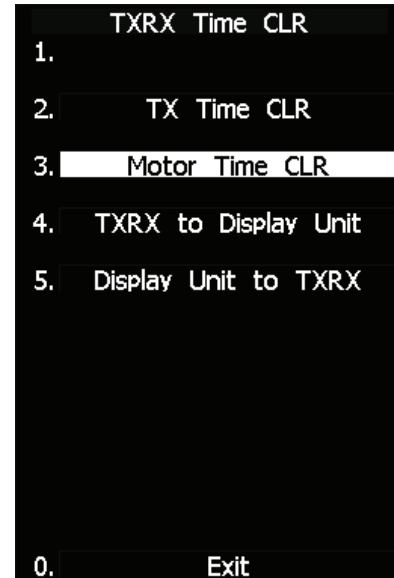 TXRX Time CLR
1.
2. TX Time CLR
3. Motor Time CLR
4. TXRX to Display Unit
5. Display Unit to TXRX
0. Exit